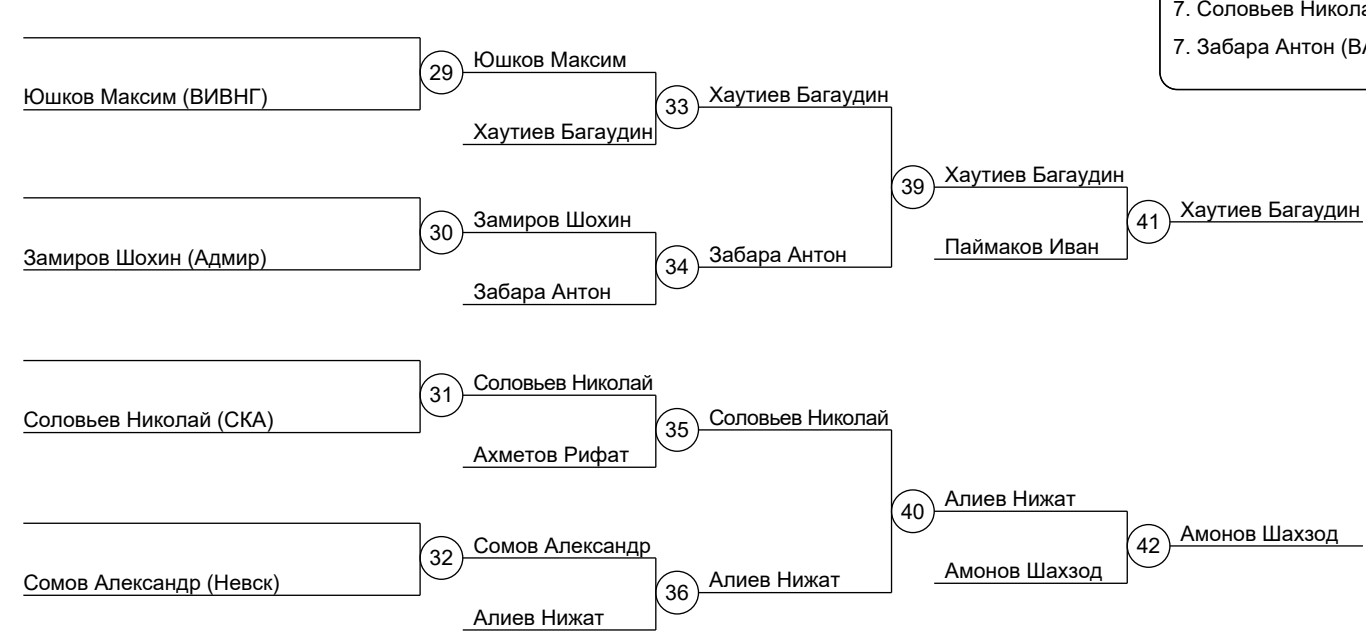 7. Соловьев
7. Забара Антон
29
Юшков Максим
Юшков Максим (ВИВНГ)
33
Хаутиев Багаудин
Хаутиев Багаудин
39
Хаутиев Багаудин
30
Замиров Шохин
Замиров Шохин (Адмир)
34
Забара Антон
Забара Антон
41
Хаутиев Багаудин
Паймаков Иван
31
Соловьев Николай
Соловьев Николай (СКА)
35
Соловьев Николай
Ахметов Рифат
40
Алиев Нижат
32
Сомов Александр
Сомов Александр (Невск)
36
Алиев Нижат
Алиев Нижат
42
Амонов Шахзод
Амонов Шахзод